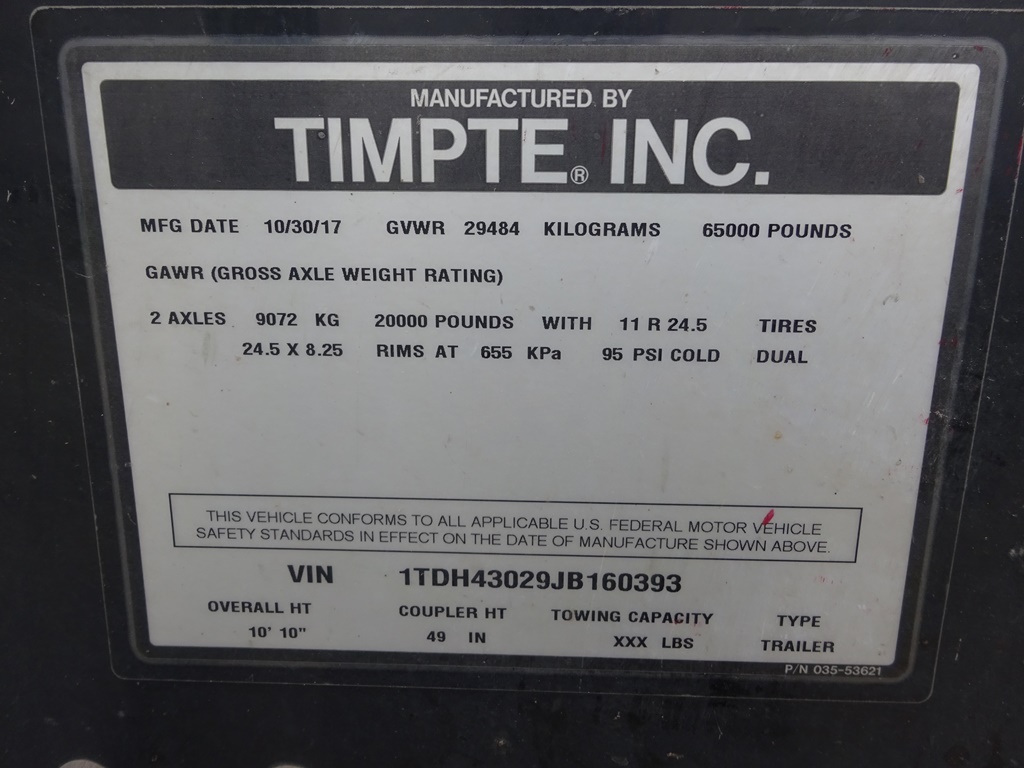 MANUFACTURED BY
TIMPTE® INC.
MFG DATE 10/30/17 GVWR 29484 KILOGRAMS 65000 POUNDS
GAWR (GROSS AXLE WEIGHT RATING)
2 AXLES 9072 KG 20000 POUNDS WITH 11 R 24.5 TIRES
24.5 X 8.25 RIMS AT 655 KPa 95 PSI COLD DUAL
THIS VEHICLE CONFORMS TO ALL APPLICABLE U.S. FEDERAL MOTOR VEHICLE
SAFETY STANDARDS IN EFFECT ON THE DATE OF MANUFACTURE SHOWN ABOVE.
VIN 1TDH43029JB160393
OVERALL HT COUPLER HT TOWING CAPACITY TYPE
10' 10" 49 IN XXX LBS TRAILER
P/N 035-53621